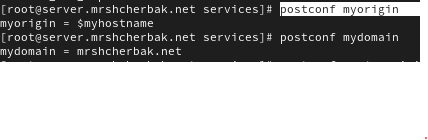 [root@server.mrshcherbak.net services]# postconf myorigin
myorigin = $myhostname
[root@server.mrshcherbak.net services]# postconf mydomain
mydomain = mrshcherbak.net